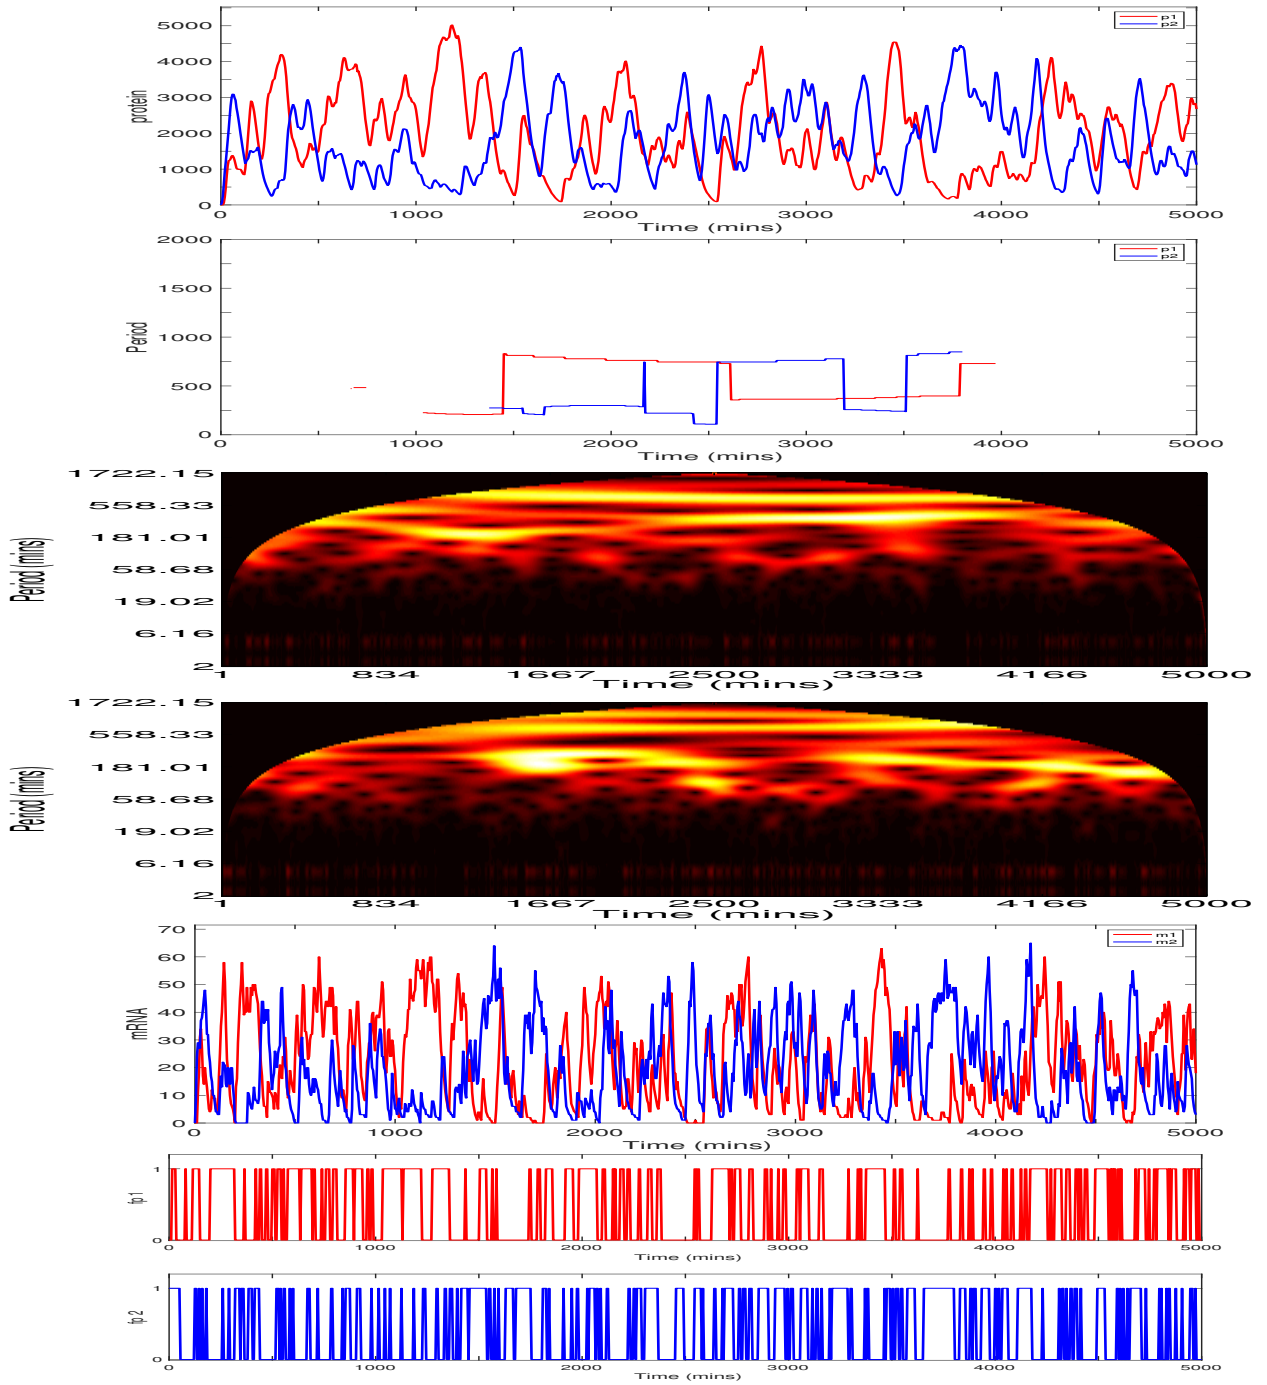 5000
4000
3000
2000
1000
0
protein
p1
p2
0 1000 2000 3000 4000 5000
Time (mins)
2000
1500
1000
500
0
Period
p1
p2
0 1000 2000 3000 4000 5000
Time (mins)
1722.15
558.33
181.01
58.68
19.02
6.16
2
Period (mins)
1 834 1667 2500 3333 4166 5000
Time (mins)
1722.15
558.33
181.01
58.68
19.02
6.16
2
Period (mins)
1 834 1667 2500 3333 4166 5000
Time (mins)
70
60
50
40
30
20
10
0
mRNA
m1
m2
0 1000 2000 3000 4000 5000
Time (mins)
1
0
fp1
0 1000 2000 3000 4000 5000
Time (mins)
1
0
fp2
0 1000 2000 3000 4000 5000
Time (mins)